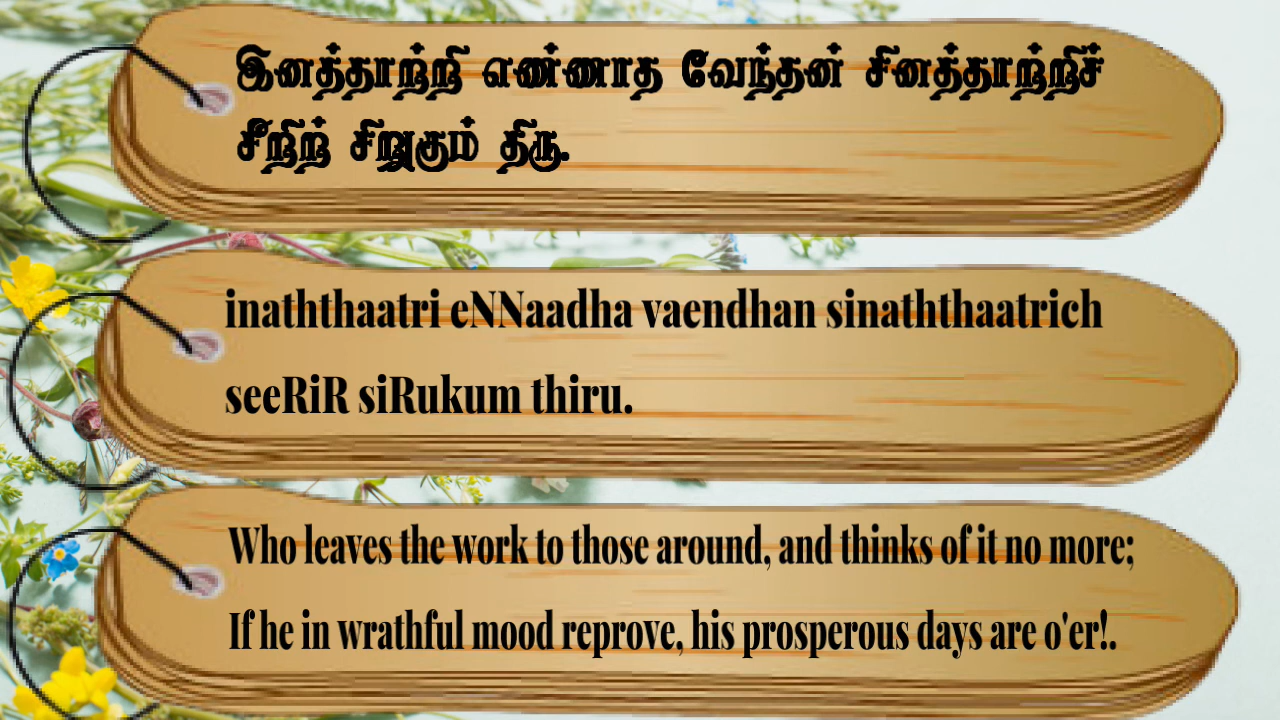 இனத்தாற்றி எண்ணாத வேந்தன் சினத்தாற்றிச்
சீறிற் சிறுகும் திரு.
inaththaatri eNNaadha vaendhan sinaththaatrich
seeRiR siRukum thiru.
Who leaves the work to those around, and thinks of it no more;
If he in wrathful mood reprove, his prosperous days are o'er!.